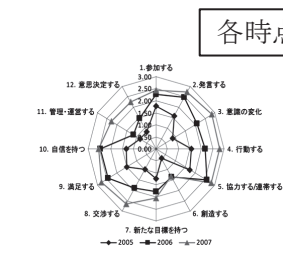 各時点
1.参加する
2.発言する
3. 意識の変化
4. 行動する
5. 協力する/連帯する
6. 創造する
7. 新たな目標を持つ
8. 交渉する
9. 満足する
10. 自信を持つ
11. 管理・運営する
12. 意思決定する
3.00
2.50
2.00
1.50
1.00
0.50
0.00
2005
2006
2007